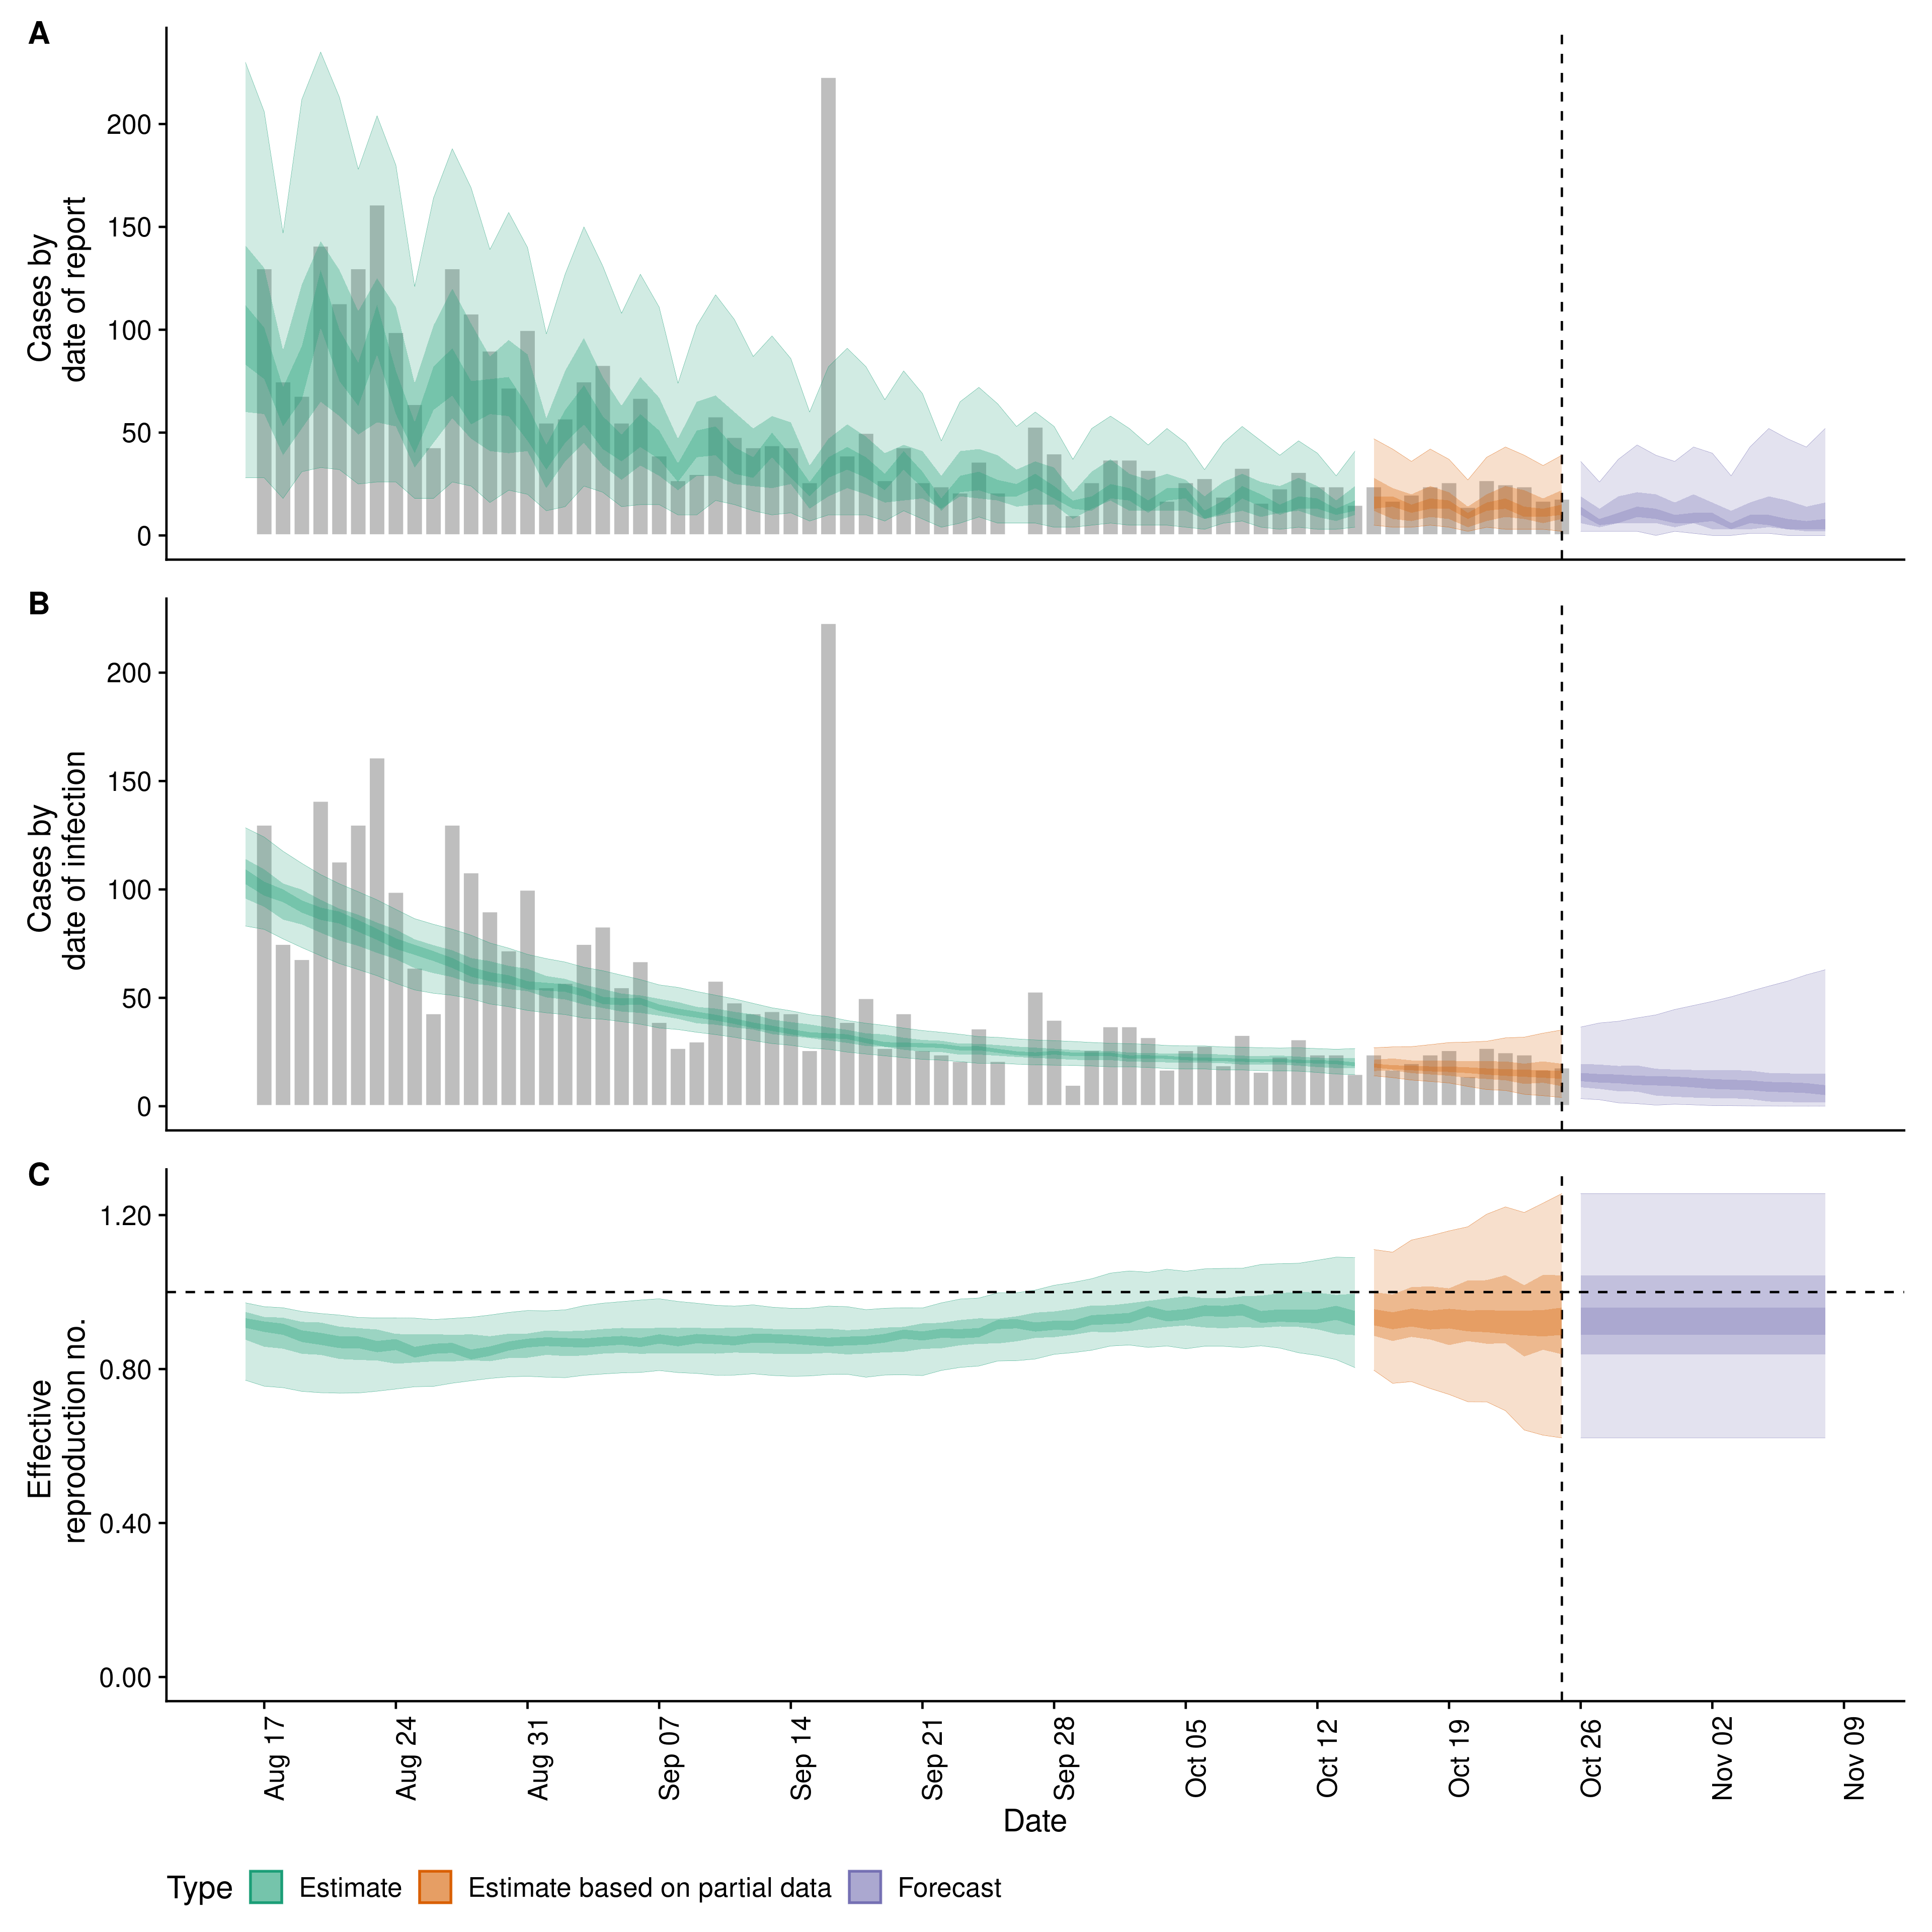 A
Cases by
date of report
200
150
100
50
0
B
Cases by
date of infection
200
150
100
50
0
C
Effective
reproduction no.
1.20
0.80
0.40
0.00
Aug 17
Aug 24
Aug 31
Sep 07
Sep 14
Sep 21
Sep 28
Oct 05
Oct 12
Oct 19
Oct 26
Nov 02
Nov 09
Date
Type Estimate Estimate based on partial data Forecast